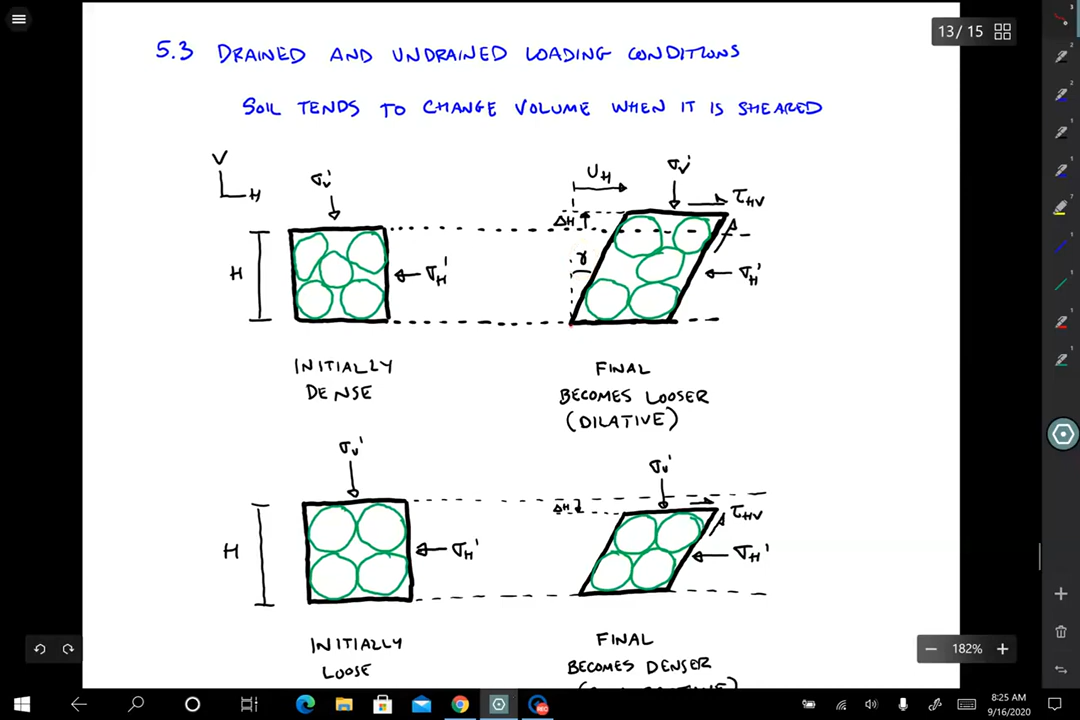 13/15
5.3 DRAINED AND UNDRAINED LOADING CONDITIONS
SOIL TENDS TO CHANGE VOLUME WHEN IT IS SHEARED
V
H
σv'
H
σH'
UH
σv'
τHV
ΔH
γ
σH'
INITIALLY
DENSE
FINAL
BECOMES LOOSER
(DILATIVE)
σv'
H
σH'
σv'
ΔH
τHV
σH'
INITIALLY
LOOSE
FINAL
BECOMES DENSER
182%
8:25 AM
9/16/2020